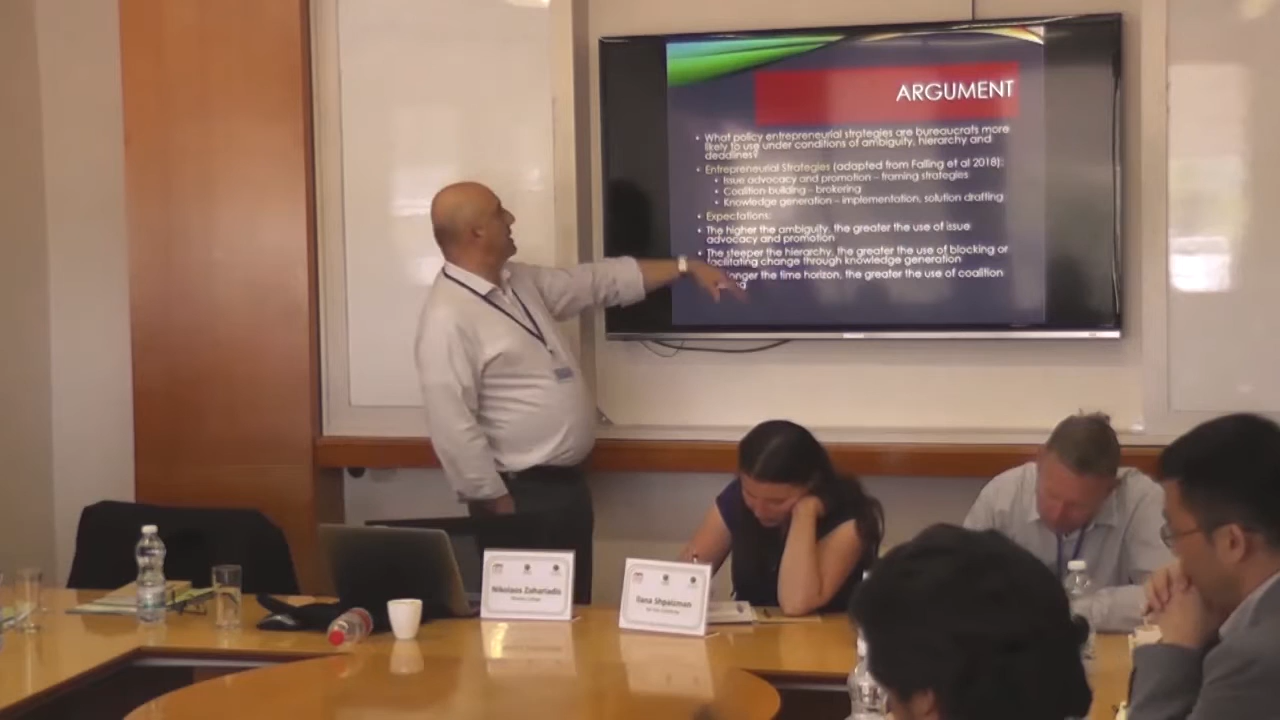 ARGUMENT
• What policy entrepreneurial strategies are bureaucrats more
likely to use under conditions of ambiguity, hierarchy and
deadlines?
• Entrepreneurial Strategies (adapted from Falling et al 2018):
• Issue advocacy and promotion – framing strategies
• Coalition building – brokering
• Knowledge generation – implementation, solution drafting
• Expectations:
• The higher the ambiguity, the greater the use of issue
advocacy and promotion
• The steeper the hierarchy, the greater the use of blocking or
facilitating change through knowledge generation
longer the time horizon, the greater the use of coalition
Nikolaos Zahariadis
Ilana Shpaizman